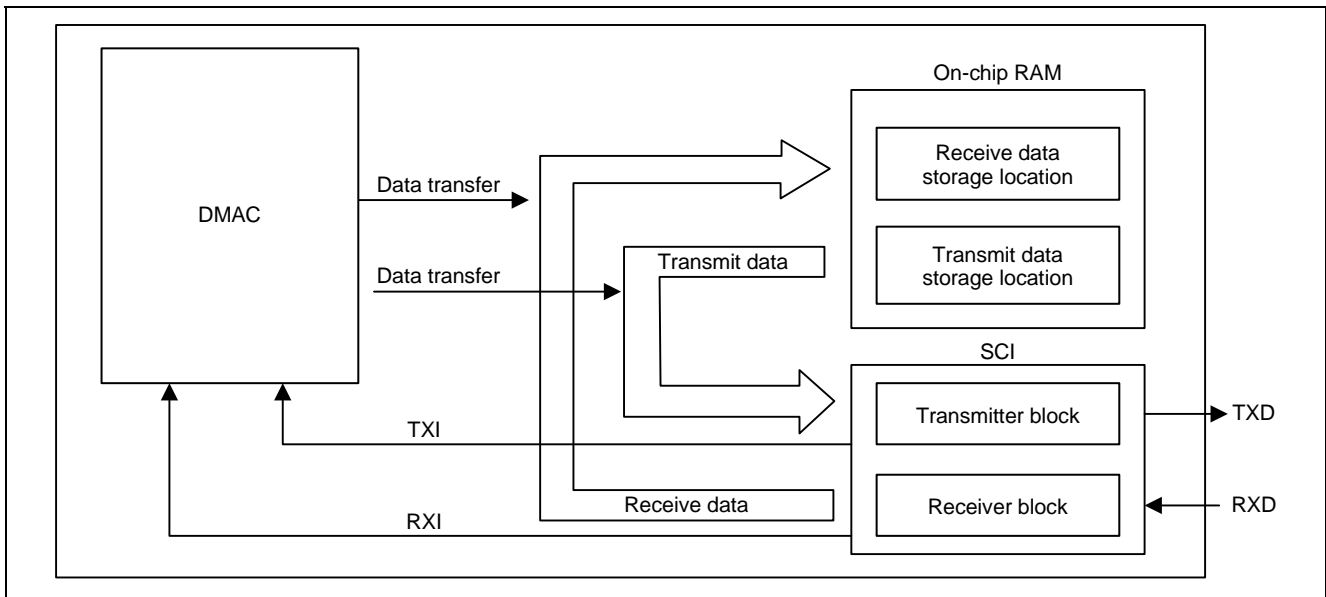 On-chip RAM
Receive data
storage location
Data transfer
DMAC
Transmit data
storage location
Transmit data
Data transfer
SCI
Transmitter block
TXD
TXI
Receive data
Receiver block
RXD
RXI